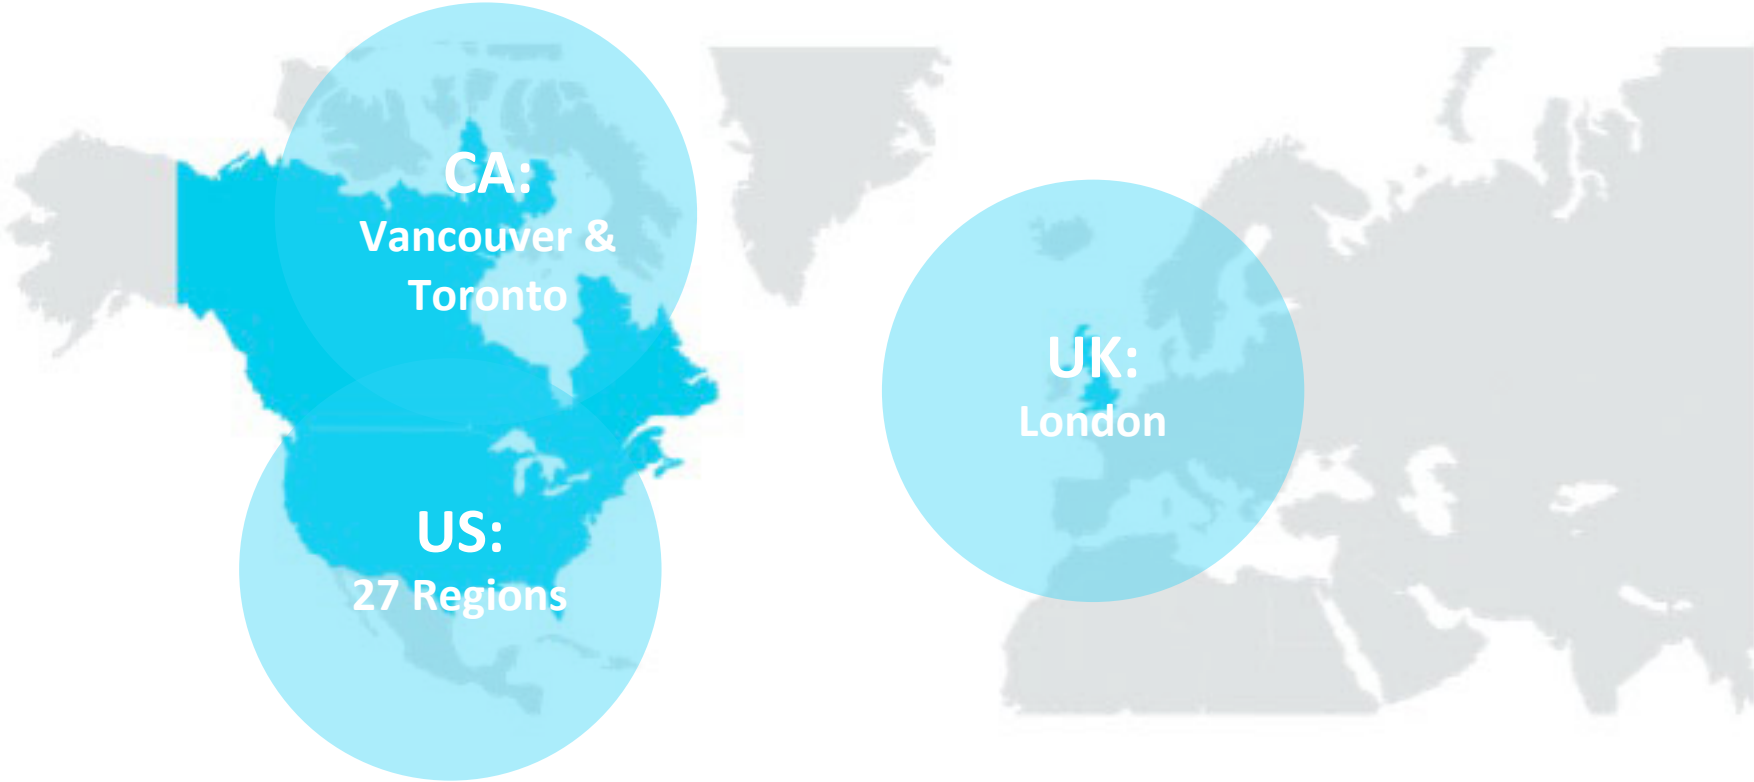 CA:
Vancouver &
Toronto
US:
27 Regions
UK:
London